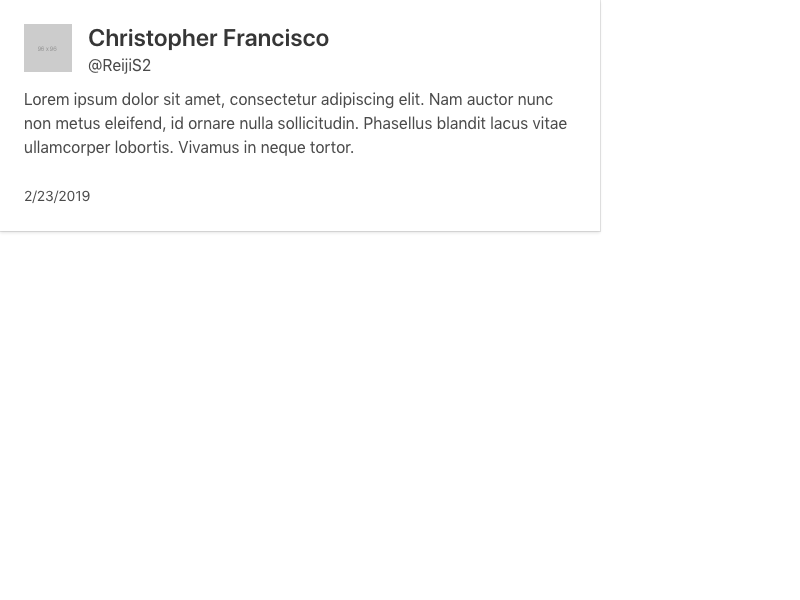 Christopher Francisco
@ReijiS2
Lorem ipsum dolor sit amet, consectetur adipiscing elit. Nam auctor nunc
non metus eleifend, id ornare nulla sollicitudin. Phasellus blandit lacus vitae
ullamcorper lobortis. Vivamus in neque tortor.
2/23/2019